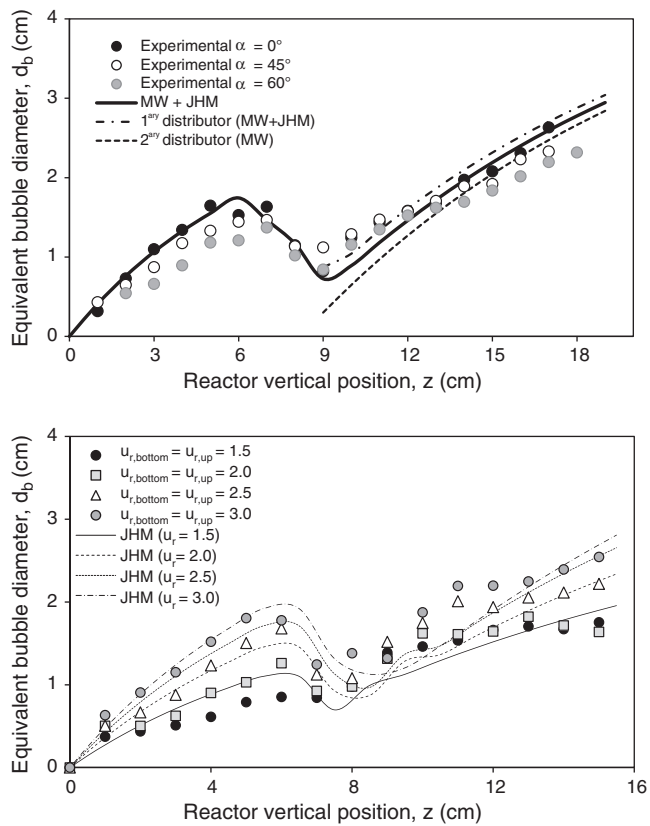 4
3
2
1
0
Equivalent bubble diameter, d_b (cm)
Experimental α = 0°
Experimental α = 45°
Experimental α = 60°
MW + JHM
1^ary distributor (MW+JHM)
2^ary distributor (MW)
0 3 6 9 12 15 18
Reactor vertical position, z (cm)
4
3
2
1
0
Equivalent bubble diameter, d_b (cm)
u_r,bottom = u_r,up = 1.5
u_r,bottom = u_r,up = 2.0
u_r,bottom = u_r,up = 2.5
u_r,bottom = u_r,up = 3.0
JHM (u_r = 1.5)
JHM (u_r = 2.0)
JHM (u_r = 2.5)
JHM (u_r = 3.0)
0 4 8 12 16
Reactor vertical position, z (cm)